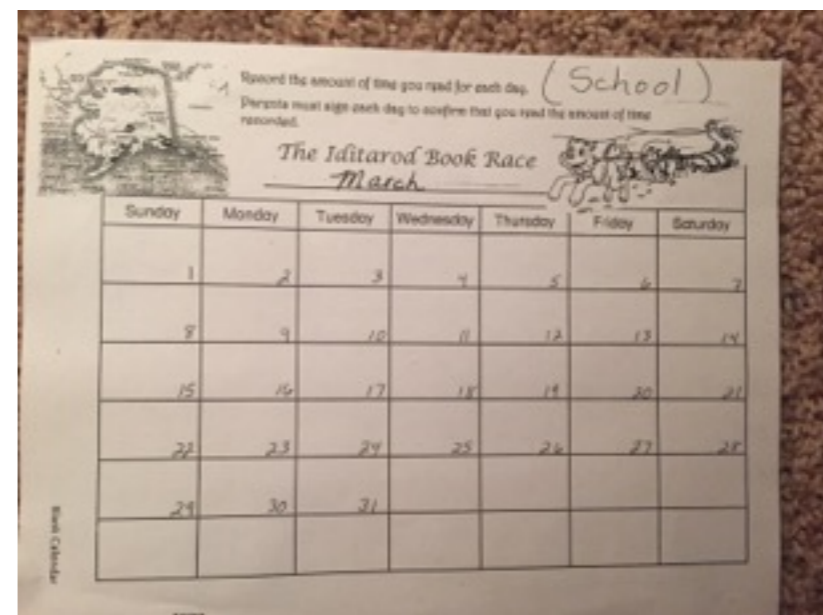 Record the amount of time you read for each day. (School)
Parents must sign each day to confirm that you read the amount of time
recorded.
The Iditarod Book Race
March
Sunday Monday Tuesday Wednesday Thursday Friday Saturday
1 2 3 4 5 6 7
8 9 10 11 12 13 14
15 16 17 18 19 20 21
22 23 24 25 26 27 28
29 30 31
Blank Calendar